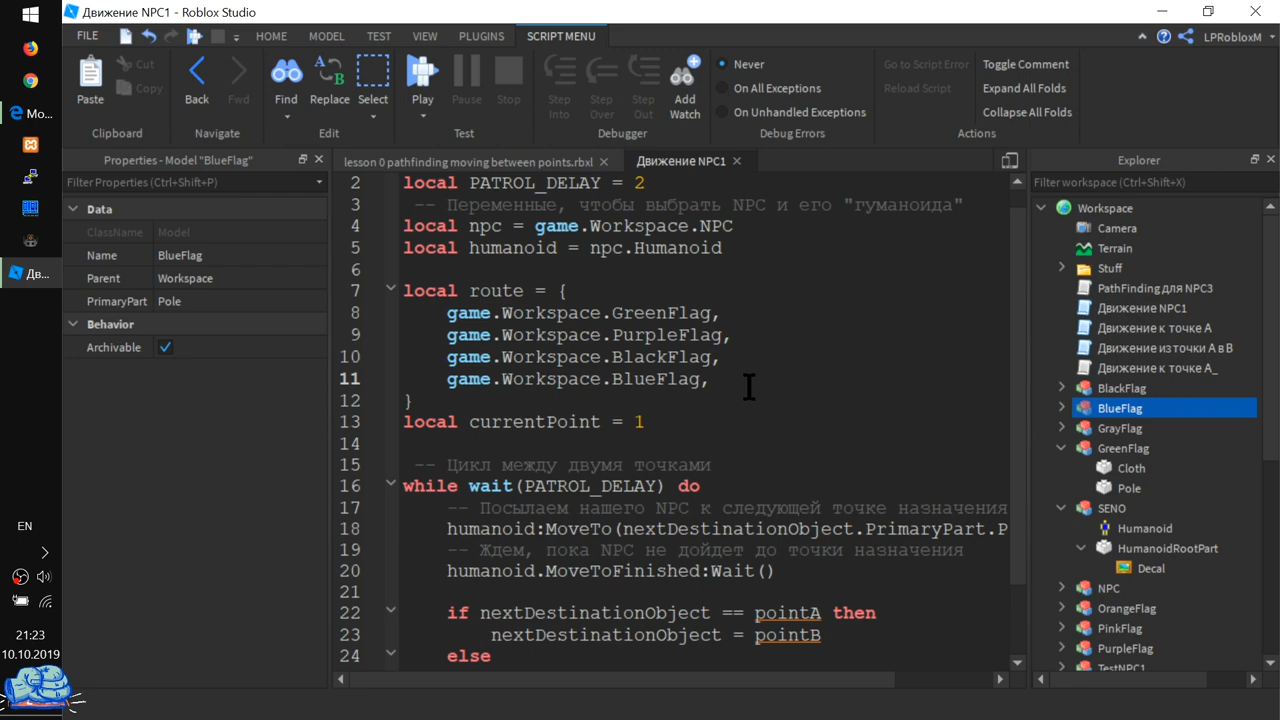 Движение NPC1 - Roblox Studio
FILE HOME MODEL TEST VIEW PLUGINS SCRIPT MENU LPRobloxM
Paste
Cut
Copy
Clipboard
Back
Fwd
Navigate
Find
Replace
Select
Edit
Play
Pause
Stop
Test
Step Into
Step Over
Step Out
Add Watch
Debugger
Never
On All Exceptions
On Unhandled Exceptions
Debug Errors
Go to Script Error
Reload Script
Toggle Comment
Expand All Folds
Collapse All Folds
Actions
Mo...
Дв...
EN
21:23
10.10.2019
Properties - Model "BlueFlag"
Filter Properties (Ctrl+Shift+P)
Data
ClassName Model
Name BlueFlag
Parent Workspace
PrimaryPart Pole
Behavior
Archivable
lesson 0 pathfinding moving between points.rbxl
Движение NPC1
2 local PATROL_DELAY = 2
3 -- Переменные, чтобы выбрать NPC и его "гуманоида"
4 local npc = game.Workspace.NPC
5 local humanoid = npc.Humanoid
6
7 local route = {
8 game.Workspace.GreenFlag,
9 game.Workspace.PurpleFlag,
10 game.Workspace.BlackFlag,
11 game.Workspace.BlueFlag,
12 }
13 local currentPoint = 1
14
15 -- Цикл между двумя точками
16 while wait(PATROL_DELAY) do
17 -- Посылаем нашего NPC к следующей точке назначения
18 humanoid:MoveTo(nextDestinationObject.PrimaryPart.P
19 -- Ждем, пока NPC не дойдет до точки назначения
20 humanoid.MoveToFinished:Wait()
21
22 if nextDestinationObject == pointA then
23 nextDestinationObject = pointB
24 else
Explorer
Filter workspace (Ctrl+Shift+X)
Workspace
Camera
Terrain
Stuff
PathFinding для NPC3
Движение NPC1
Движение к точке А
Движение из точки А в В
Движение к точке А_
BlackFlag
BlueFlag
GrayFlag
GreenFlag
Cloth
Pole
SENO
Humanoid
HumanoidRootPart
Decal
NPC
OrangeFlag
PinkFlag
PurpleFlag
TestNPC1